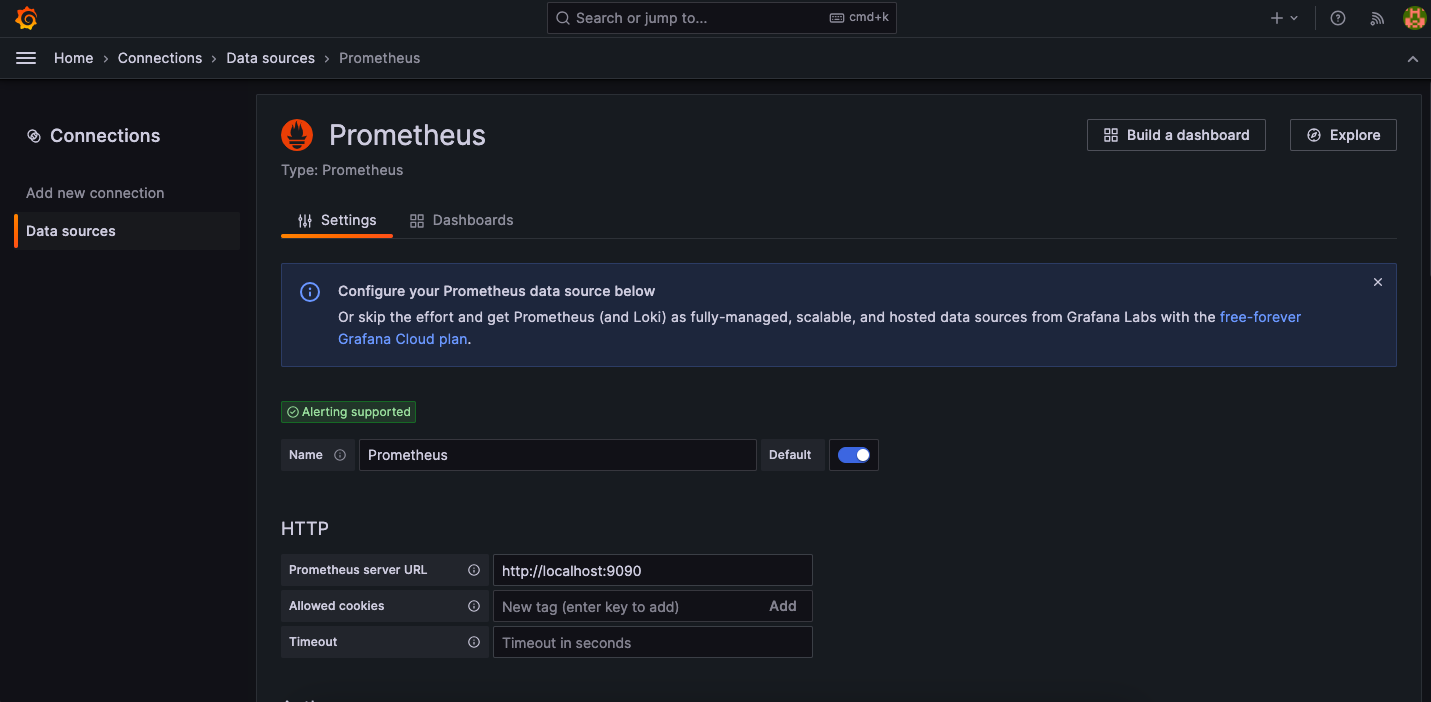 Search or jump to... cmd+k
Home › Connections › Data sources › Prometheus
Connections
Add new connection
Data sources
Prometheus
Type: Prometheus
Build a dashboard
Explore
Settings
Dashboards
Configure your Prometheus data source below
Or skip the effort and get Prometheus (and Loki) as fully-managed, scalable, and hosted data sources from Grafana Labs with the free-forever
Grafana Cloud plan.
Alerting supported
Name Prometheus Default
HTTP
Prometheus server URL http://localhost:9090
Allowed cookies New tag (enter key to add) Add
Timeout Timeout in seconds